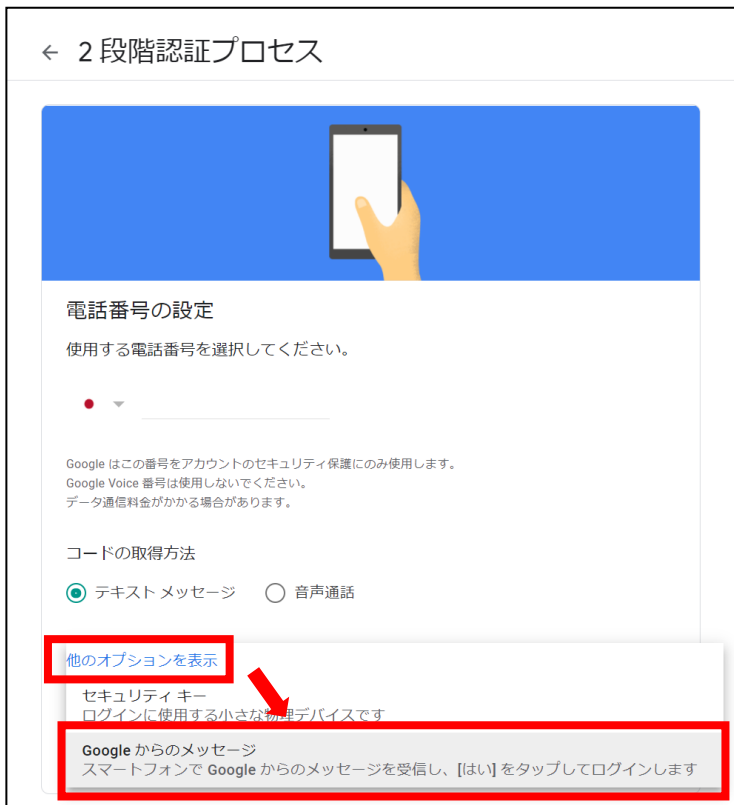 ← 2 段階認証プロセス
電話番号の設定
使用する電話番号を選択してください。
Google はこの番号をアカウントのセキュリティ保護にのみ使用します。
Google Voice 番号は使用しないでください。
データ通信料金がかかる場合があります。
コードの取得方法
テキスト メッセージ 音声通話
他のオプションを表示
セキュリティ キー
ログインに使用する小さな物理デバイスです
Google からのメッセージ
スマートフォンで Google からのメッセージを受信し、[はい] をタップしてログインします